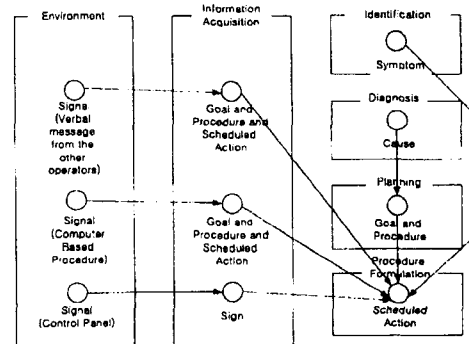 Environment
Information
Acquisition
Identification
Symptom
Diagnosis
Signal
(Verbal
message
from the
other
operators)
Goal and
Procedure and
Scheduled
Action
Cause
Planning
Goal and
Procedure
Signal
(Computer
Based
Procedure)
Goal and
Procedure and
Scheduled
Action
Procedure
Formulation
Signal
(Control Panel)
Sign
Scheduled
Action